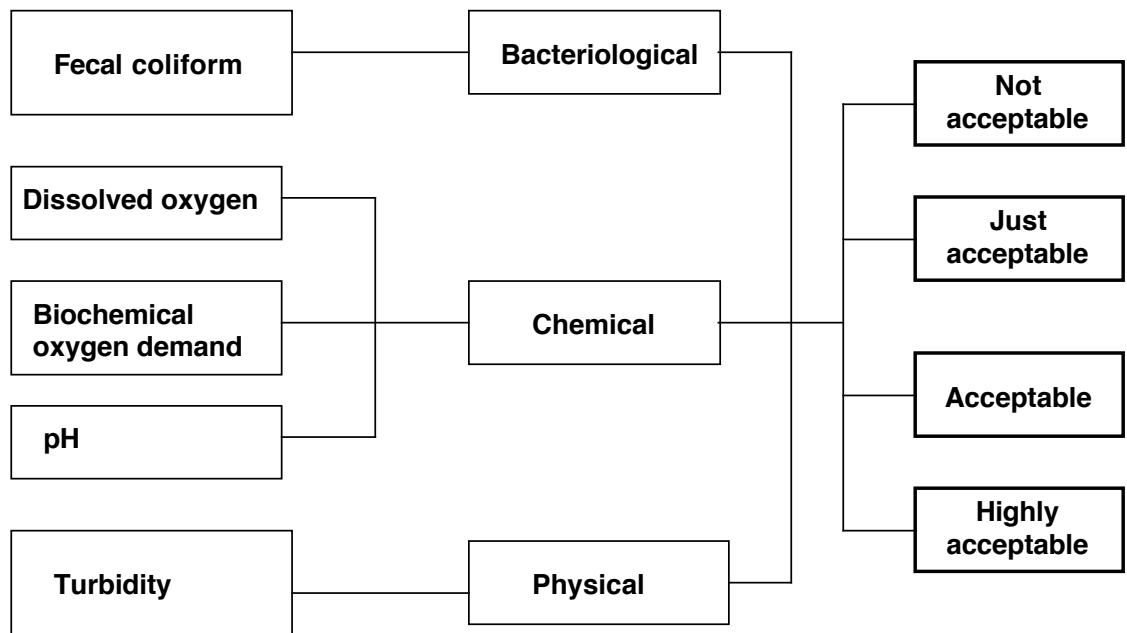 Fecal coliform
Dissolved oxygen
Biochemical
oxygen demand
pH
Turbidity
Bacteriological
Chemical
Physical
Not
acceptable
Just
acceptable
Acceptable
Highly
acceptable